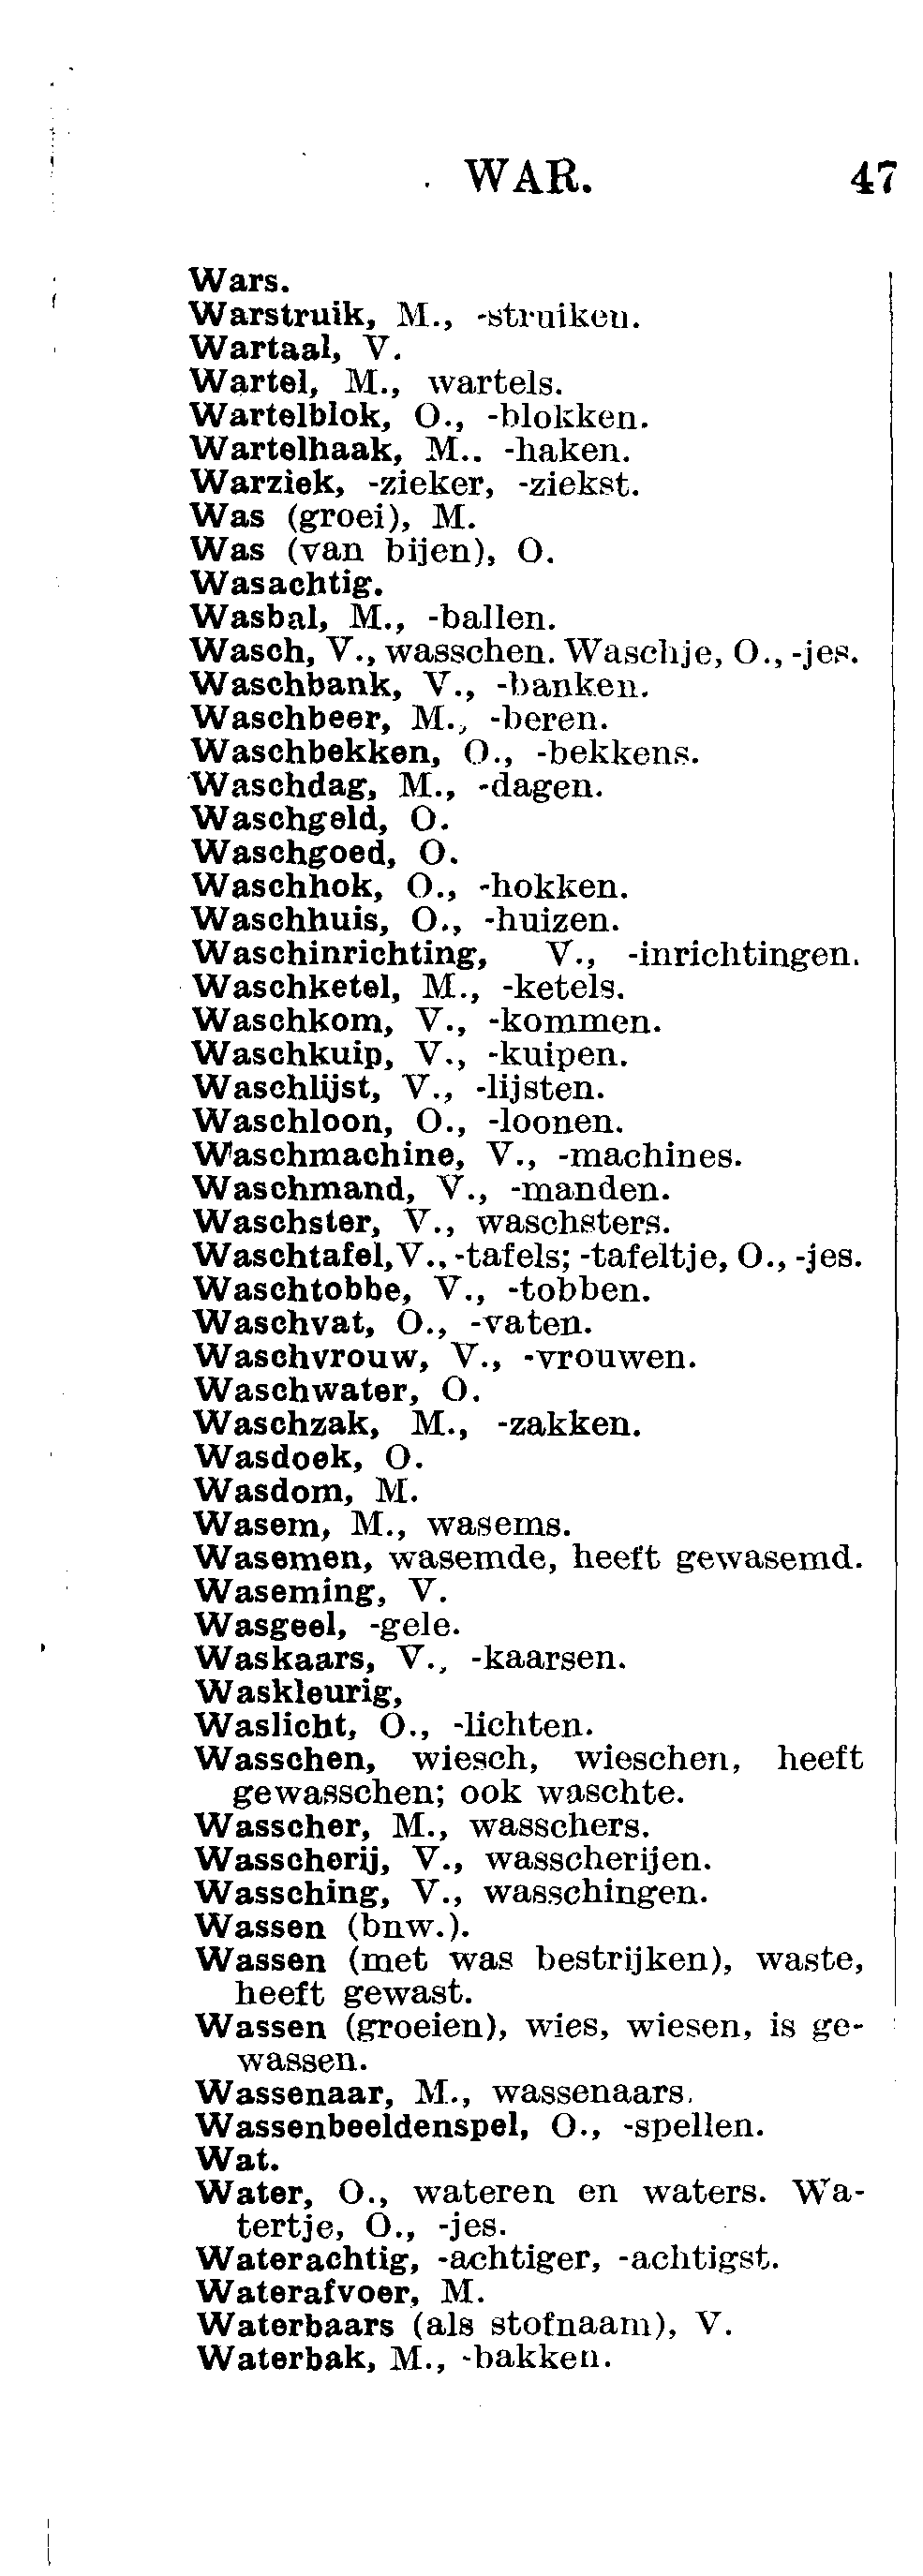 WAR. 47
Wars.
Warstruik, M., -struiken.
Wartaal, V.
Wartel, M., wartels.
Wartelblok, O., -blokken.
Wartelhaak, M.. -haken.
Warziek, -zieker, -ziekst.
Was (groei), M.
Was (van bijen), O.
Wasachtig.
Wasbal, M., -ballen.
Wasch, V., wasschen. Waschje, O., -jes.
Waschbank, V., -banken.
Waschbeer, M., -beren.
Waschbekken, O., -bekkens.
Waschdag, M., -dagen.
Waschgeld, O.
Waschgoed, O.
Waschhok, O., -hokken.
Waschhuis, O., -huizen.
Waschinrichting, V., -inrichtingen.
Waschketel, M., -ketels.
Waschkom, V., -kommen.
Waschkuip, V., -kuipen.
Waschlijst, V., -lijsten.
Waschloon, O., -loonen.
Waschmachine, V., -machines.
Waschmand, V., -manden.
Waschster, V., waschsters.
Waschtafel, V., -tafels; -tafeltje, O., -jes.
Waschtobbe, V., -tobben.
Waschvat, O., -vaten.
Waschvrouw, V., -vrouwen.
Waschwater, O.
Waschzak, M., -zakken.
Wasdoek, O.
Wasdom, M.
Wasem, M., wasems.
Wasemen, wasemde, heeft gewasemd.
Waseming, V.
Wasgeel, -gele.
Waskaars, V., -kaarsen.
Waskleurig,
Waslicht, O., -lichten.
Wasschen, wiesch, wieschen, heeft
gewasschen; ook waschte.
Wasscher, M., wasschers.
Wasscherij, V., wasscherijen.
Wassching, V., wasschingen.
Wassen (bnw.).
Wassen (met was bestrijken), waste,
heeft gewast.
Wassen (groeien), wies, wiesen, is ge-
wassen.
Wassenaar, M., wassenaars.
Wassenbeeldenspel, O., -spellen.
Wat.
Water, O., wateren en waters. Wa-
tertje, O., -jes.
Waterachtig, -achtiger, -achtigst.
Waterafvoer, M.
Waterbaars (als stofnaam), V.
Waterbak, M., -bakken.